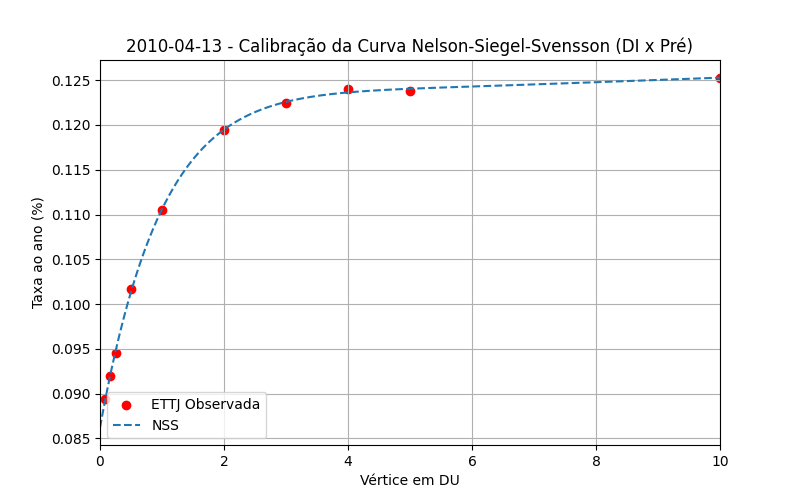 2010-04-13 - Calibração da Curva Nelson-Siegel-Svensson (DI x Pré)
Taxa ao ano (%)
0.125
0.120
0.115
0.110
0.105
0.100
0.095
0.090
0.085
ETTJ Observada
NSS
0 2 4 6 8 10
Vértice em DU